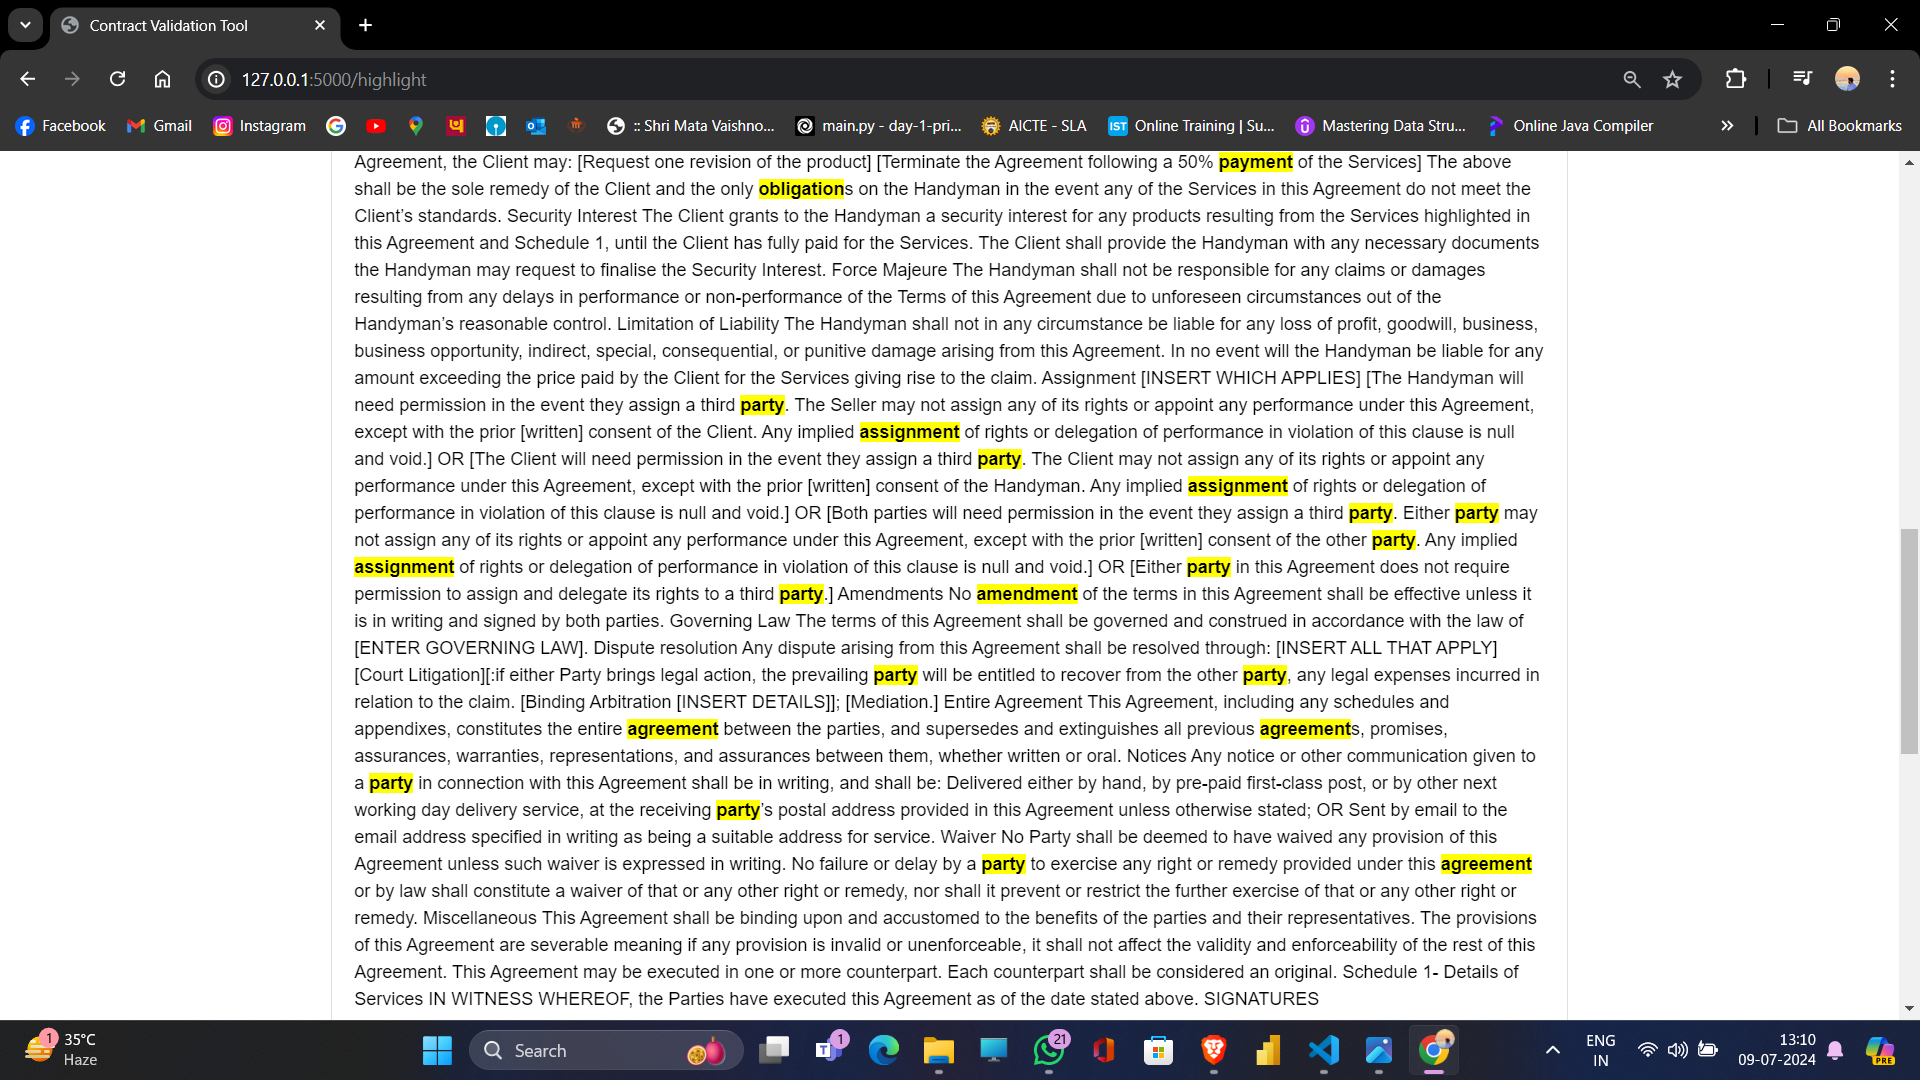 Contract Validation Tool
127.0.0.1:5000/highlight
Facebook Gmail Instagram :: Shri Mata Vaishno... main.py - day-1-pri... AICTE - SLA IST Online Training | Su... Mastering Data Stru... Online Java Compiler » All Bookmarks
Agreement, the Client may: [Request one revision of the product] [Terminate the Agreement following a 50% payment of the Services] The above
shall be the sole remedy of the Client and the only obligations on the Handyman in the event any of the Services in this Agreement do not meet the
Client’s standards. Security Interest The Client grants to the Handyman a security interest for any products resulting from the Services highlighted in
this Agreement and Schedule 1, until the Client has fully paid for the Services. The Client shall provide the Handyman with any necessary documents
the Handyman may request to finalise the Security Interest. Force Majeure The Handyman shall not be responsible for any claims or damages
resulting from any delays in performance or non-performance of the Terms of this Agreement due to unforeseen circumstances out of the
Handyman’s reasonable control. Limitation of Liability The Handyman shall not in any circumstance be liable for any loss of profit, goodwill, business,
business opportunity, indirect, special, consequential, or punitive damage arising from this Agreement. In no event will the Handyman be liable for any
amount exceeding the price paid by the Client for the Services giving rise to the claim. Assignment [INSERT WHICH APPLIES] [The Handyman will
need permission in the event they assign a third party. The Seller may not assign any of its rights or appoint any performance under this Agreement,
except with the prior [written] consent of the Client. Any implied assignment of rights or delegation of performance in violation of this clause is null
and void.] OR [The Client will need permission in the event they assign a third party. The Client may not assign any of its rights or appoint any
performance under this Agreement, except with the prior [written] consent of the Handyman. Any implied assignment of rights or delegation of
performance in violation of this clause is null and void.] OR [Both parties will need permission in the event they assign a third party. Either party may
not assign any of its rights or appoint any performance under this Agreement, except with the prior [written] consent of the other party. Any implied
assignment of rights or delegation of performance in violation of this clause is null and void.] OR [Either party in this Agreement does not require
permission to assign and delegate its rights to a third party.] Amendments No amendment of the terms in this Agreement shall be effective unless it
is in writing and signed by both parties. Governing Law The terms of this Agreement shall be governed and construed in accordance with the law of
[ENTER GOVERNING LAW]. Dispute resolution Any dispute arising from this Agreement shall be resolved through: [INSERT ALL THAT APPLY]
[Court Litigation][:if either Party brings legal action, the prevailing party will be entitled to recover from the other party, any legal expenses incurred in
relation to the claim. [Binding Arbitration [INSERT DETAILS]]; [Mediation.] Entire Agreement This Agreement, including any schedules and
appendixes, constitutes the entire agreement between the parties, and supersedes and extinguishes all previous agreements, promises,
assurances, warranties, representations, and assurances between them, whether written or oral. Notices Any notice or other communication given to
a party in connection with this Agreement shall be in writing, and shall be: Delivered either by hand, by pre-paid first-class post, or by other next
working day delivery service, at the receiving party’s postal address provided in this Agreement unless otherwise stated; OR Sent by email to the
email address specified in writing as being a suitable address for service. Waiver No Party shall be deemed to have waived any provision of this
Agreement unless such waiver is expressed in writing. No failure or delay by a party to exercise any right or remedy provided under this agreement
or by law shall constitute a waiver of that or any other right or remedy, nor shall it prevent or restrict the further exercise of that or any other right or
remedy. Miscellaneous This Agreement shall be binding upon and accustomed to the benefits of the parties and their representatives. The provisions
of this Agreement are severable meaning if any provision is invalid or unenforceable, it shall not affect the validity and enforceability of the rest of this
Agreement. This Agreement may be executed in one or more counterpart. Each counterpart shall be considered an original. Schedule 1- Details of
Services IN WITNESS WHEREOF, the Parties have executed this Agreement as of the date stated above. SIGNATURES
1 35°C
Haze
Search
1
21
ENG
IN
13:10
09-07-2024
PRE